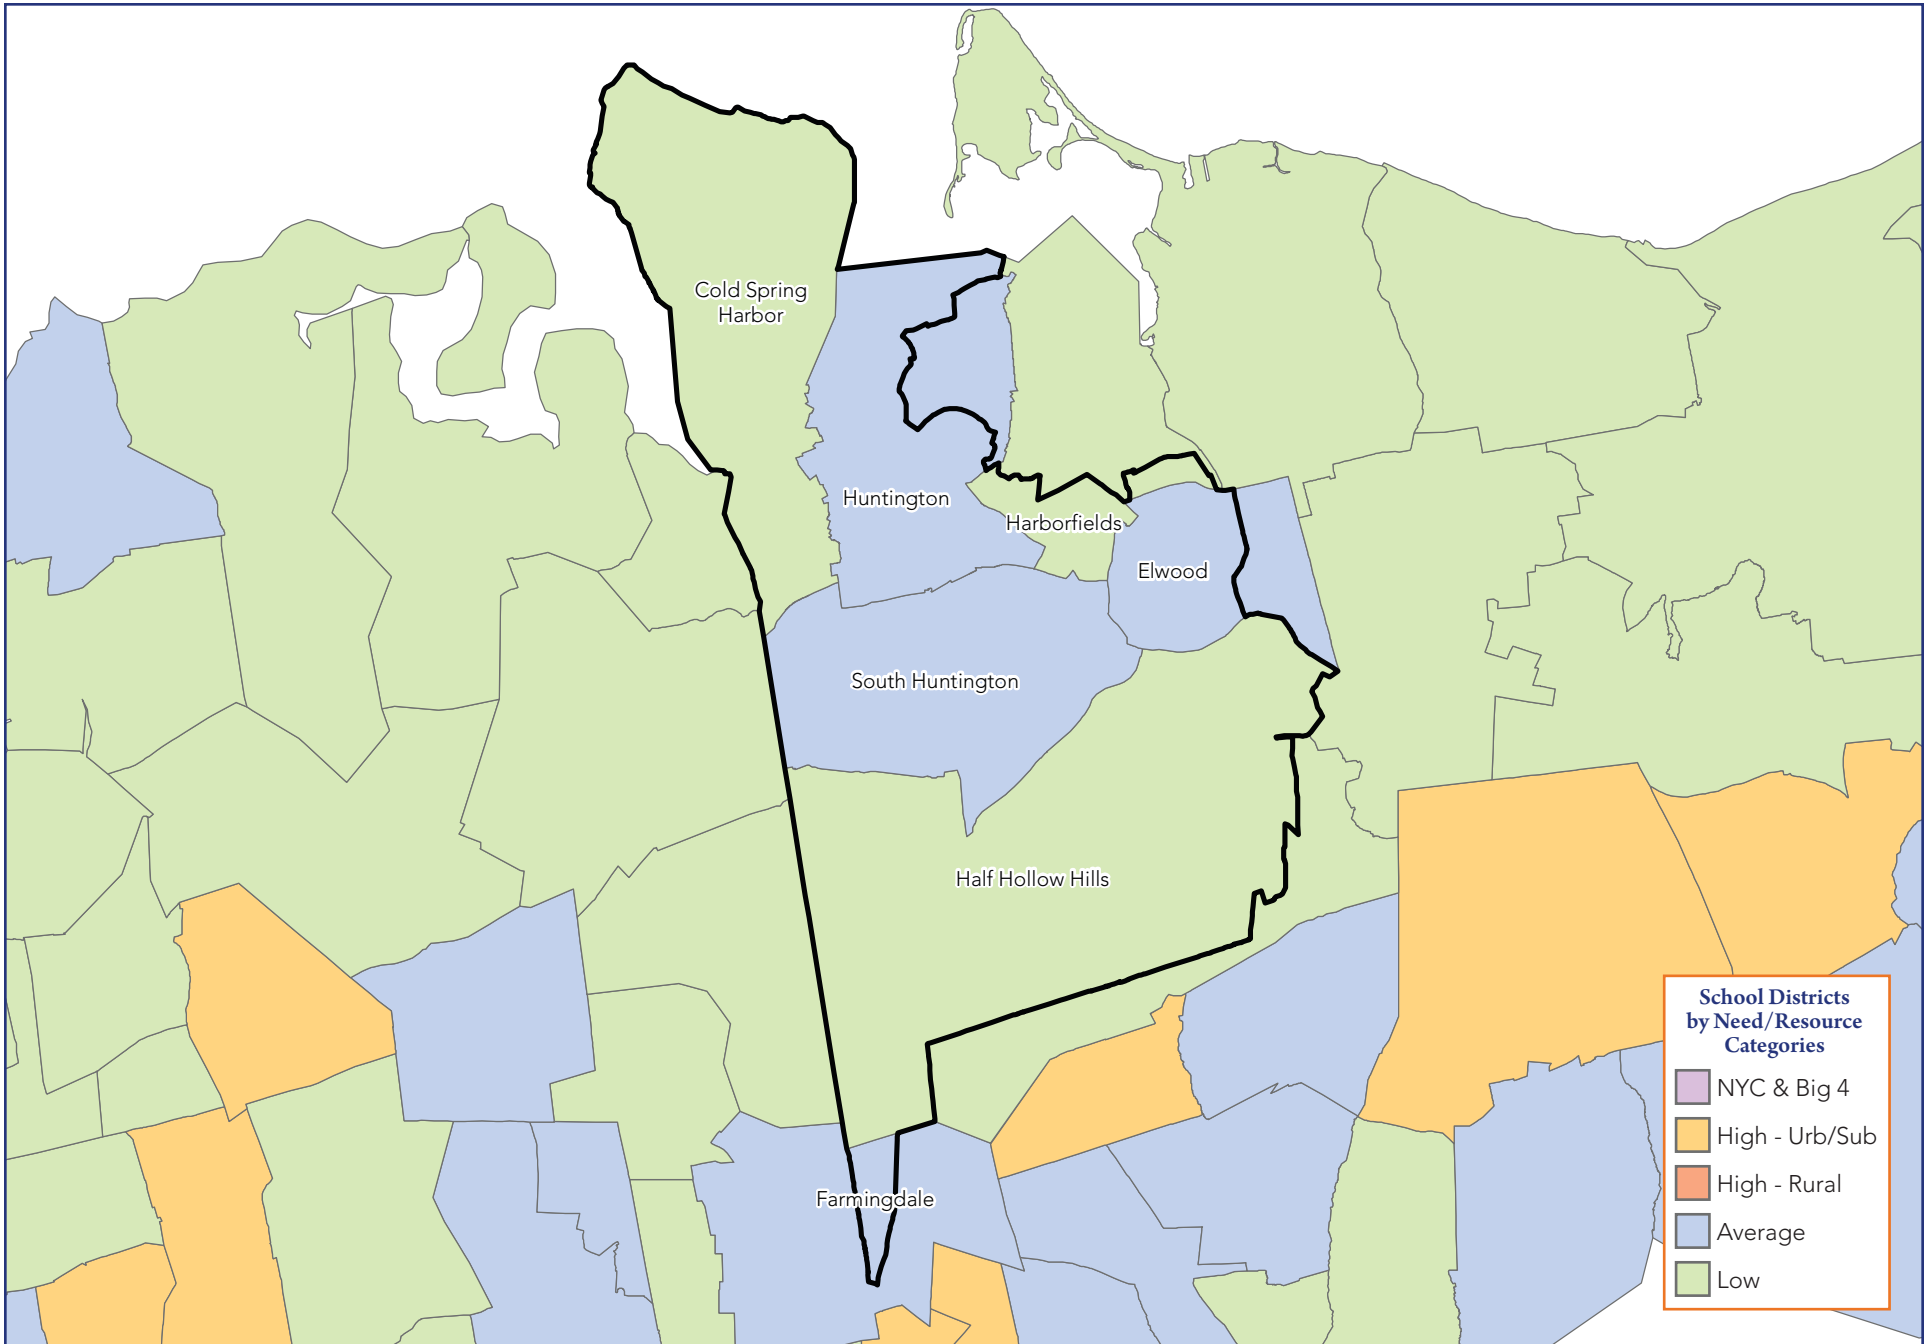 Cold Spring
Harbor
Huntington
Harborfields
Elwood
South Huntington
Half Hollow Hills
Farmingdale
School Districts
by Need/Resource
Categories
NYC & Big 4
High - Urb/Sub
High - Rural
Average
Low